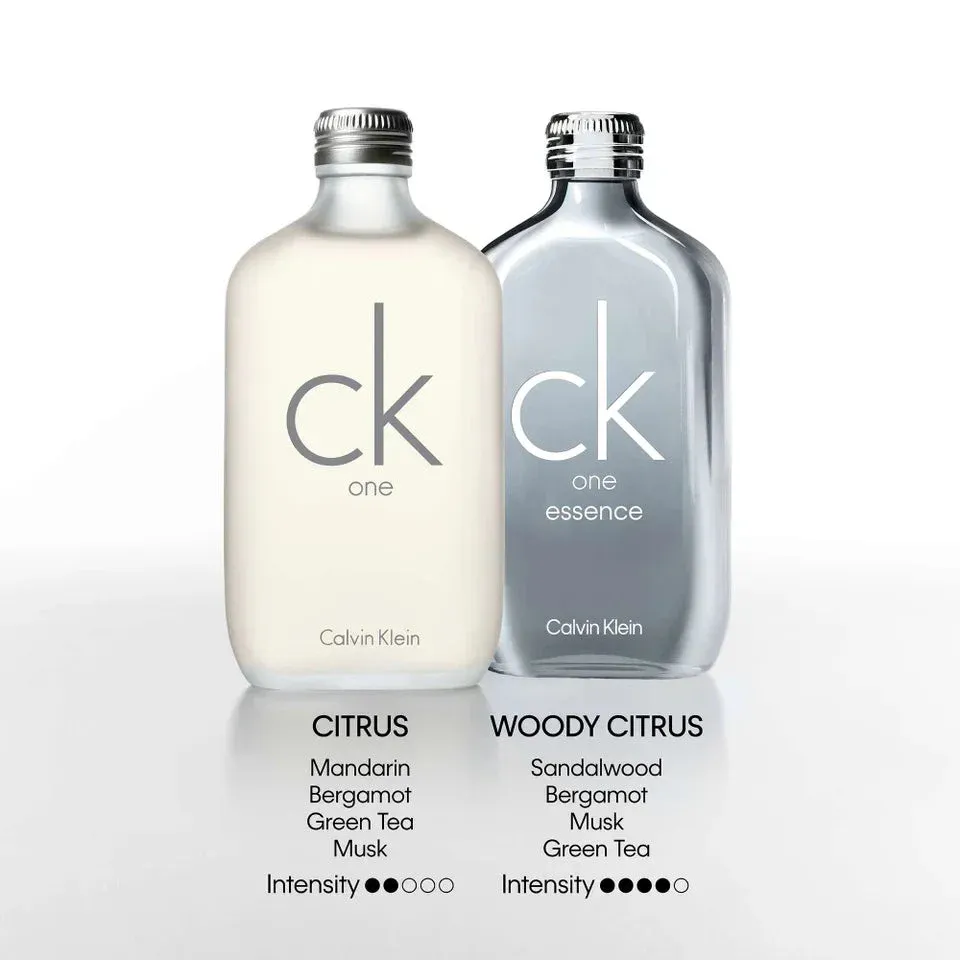 ck
one
Calvin Klein
ck
one
essence
Calvin Klein
CITRUS
Mandarin
Bergamot
Green Tea
Musk
Intensity
WOODY CITRUS
Sandalwood
Bergamot
Musk
Green Tea
Intensity